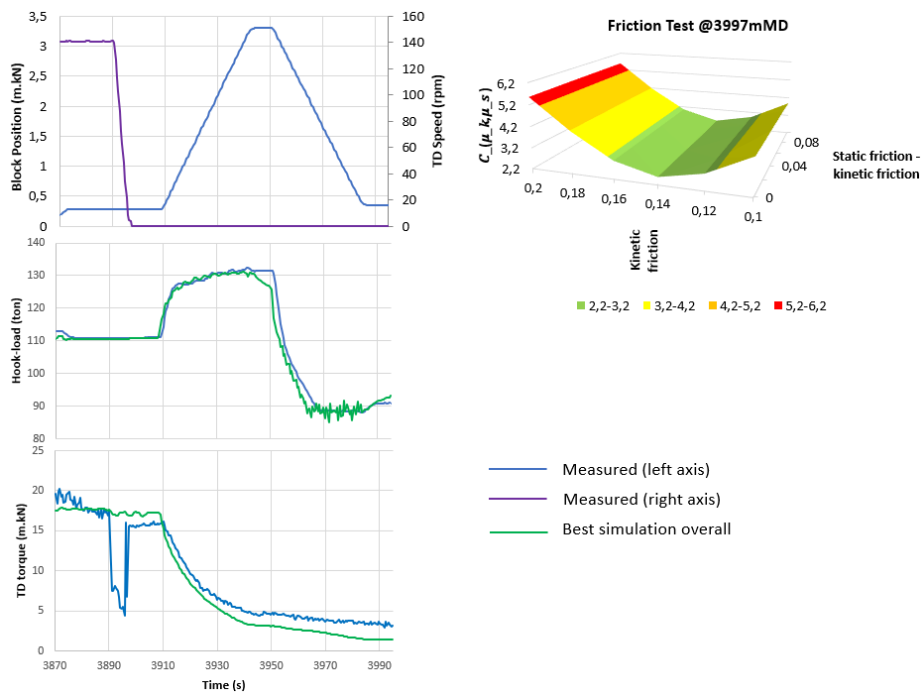 3,5
3
2,5
2
1,5
1
0,5
0
Block Position (m.kN)
160
140
120
100
80
60
40
20
0
TD Speed (rpm)
140
130
120
110
100
90
80
Hook-load (ton)
25
20
15
10
5
0
TD torque (m.kN)
3870 3890 3910 3930 3950 3970 3990
Time (s)
Friction Test @3997mMD
6,2
5,2
4,2
3,2
2,2
C_(μ_k,μ_s)
0,2 0,18 0,16 0,14 0,12 0,1
Kinetic
friction
0,08
0,04
0
Static friction -
kinetic friction
2,2-3,2 3,2-4,2 4,2-5,2 5,2-6,2
Measured (left axis)
Measured (right axis)
Best simulation overall